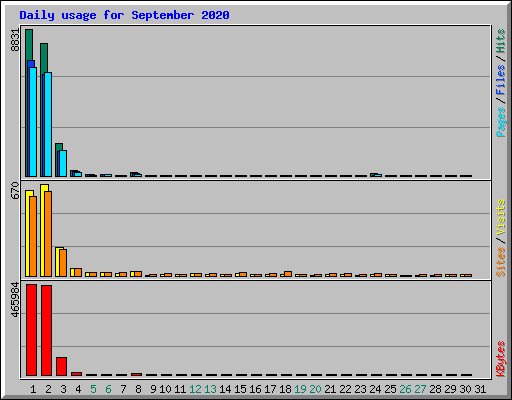 Daily usage for September 2020
8831
670
465984
Pages / Files / Hits
Sites / Visits
KBytes
1 2 3 4 5 6 7 8 9 10 11 12 13 14 15 16 17 18 19 20 21 22 23 24 25 26 27 28 29 30 31